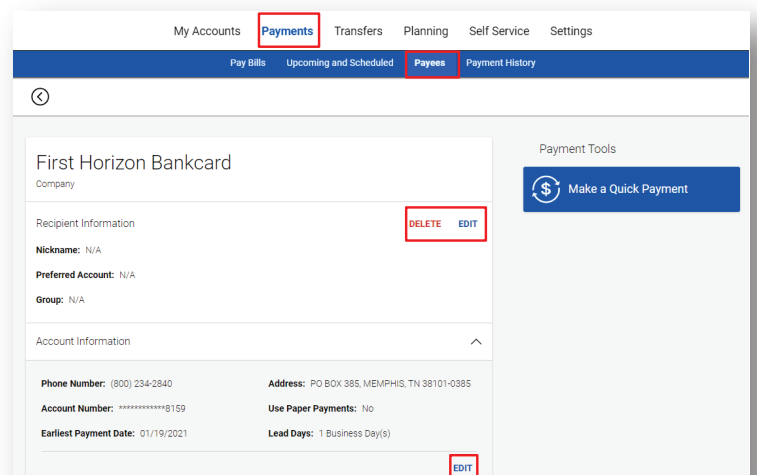 My Accounts Payments Transfers Planning Self Service Settings
Pay Bills Upcoming and Scheduled Payees Payment History
First Horizon Bankcard
Company
Payment Tools
$ Make a Quick Payment
Recipient Information DELETE EDIT
Nickname: N/A
Preferred Account: N/A
Group: N/A
Account Information
Phone Number: (800) 234-2840 Address: PO BOX 385, MEMPHIS, TN 38101-0385
Account Number: ************8159 Use Paper Payments: No
Earliest Payment Date: 01/19/2021 Lead Days: 1 Business Day(s)
EDIT